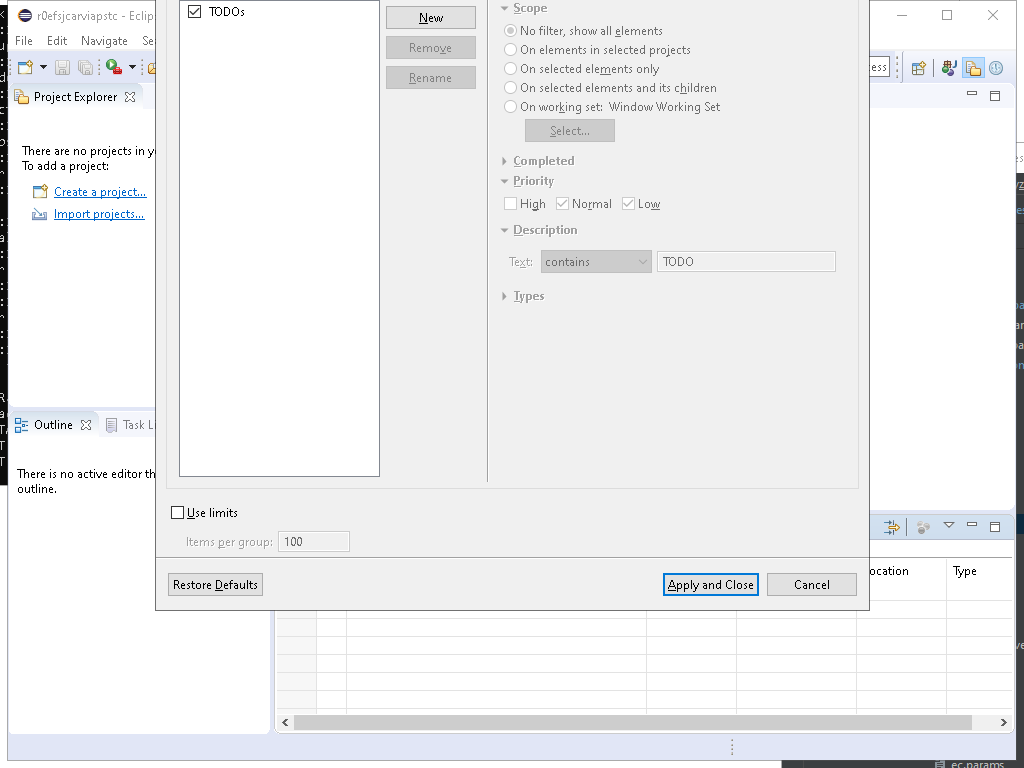 r0efsjcarviapstc - Eclip
File Edit Navigate Se
ess
Project Explorer
There are no projects in y
To add a project:
Create a project...
Import projects...
Outline
Task Li
There is no active editor th
outline.
TODOs
New
Remove
Rename
Scope
No filter, show all elements
On elements in selected projects
On selected elements only
On selected elements and its children
On working set: Window Working Set
Select...
Completed
Priority
High Normal Low
Description
Text: contains TODO
Types
Use limits
Items per group: 100
Restore Defaults
Apply and Close
Cancel
ocation
Type
ec.params